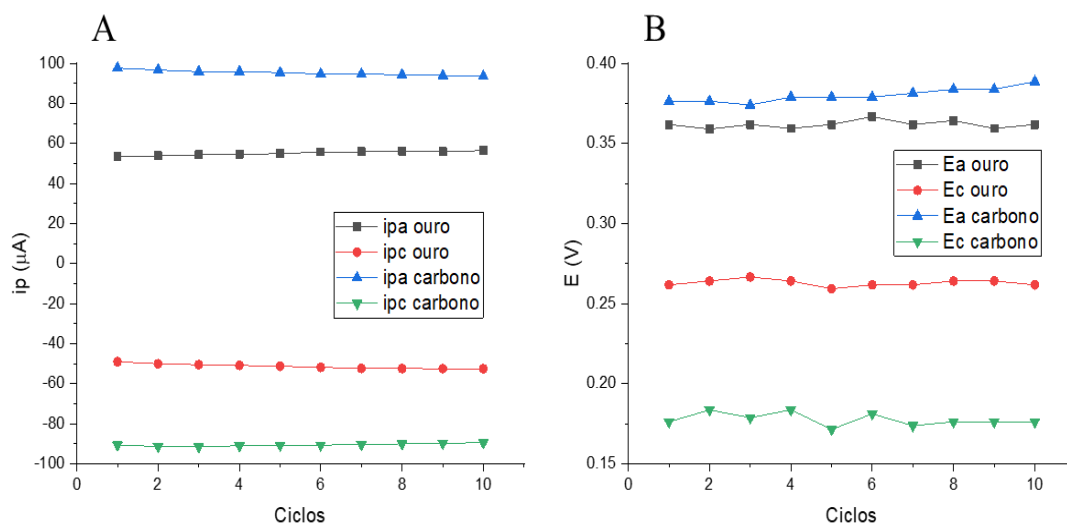 A
100
80
60
40
20
0
-20
-40
-60
-80
-100
0
2
4
6
8
10
ip (μA)
Ciclos
ipa ouro
ipc ouro
ipa carbono
ipc carbono
B
0.40
0.35
0.30
0.25
0.20
0.15
0
2
4
6
8
10
E (V)
Ciclos
Ea ouro
Ec ouro
Ea carbono
Ec carbono